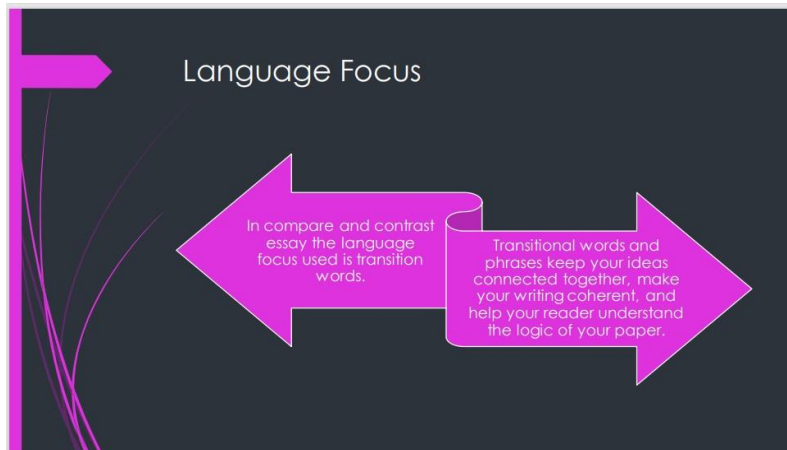 Language Focus
In compare and contrast
essay the language
focus used is transition
words.
Transitional words and
phrases keep your ideas
connected together, make
your writing coherent, and
help your reader understand
the logic of your paper.